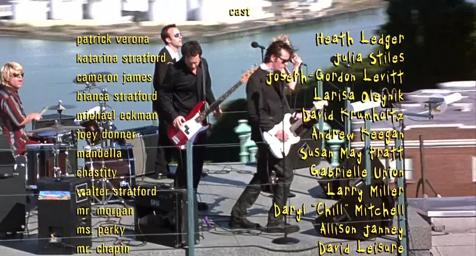 cast
patrick verona Heath Ledger
katarina stratford Julia Stiles
cameron james Joseph Gordon Levitt
bianca stratford Larisa Oleynik
michael eckman David Krumholtz
joey donner Andrew Keegan
mandella Susan May Pratt
chastity Gabrielle Union
walter stratford Larry Miller
mr. morgan Daryl "Chill" Mitchell
ms. perky Allison Janney
mr. chapin David Leisure